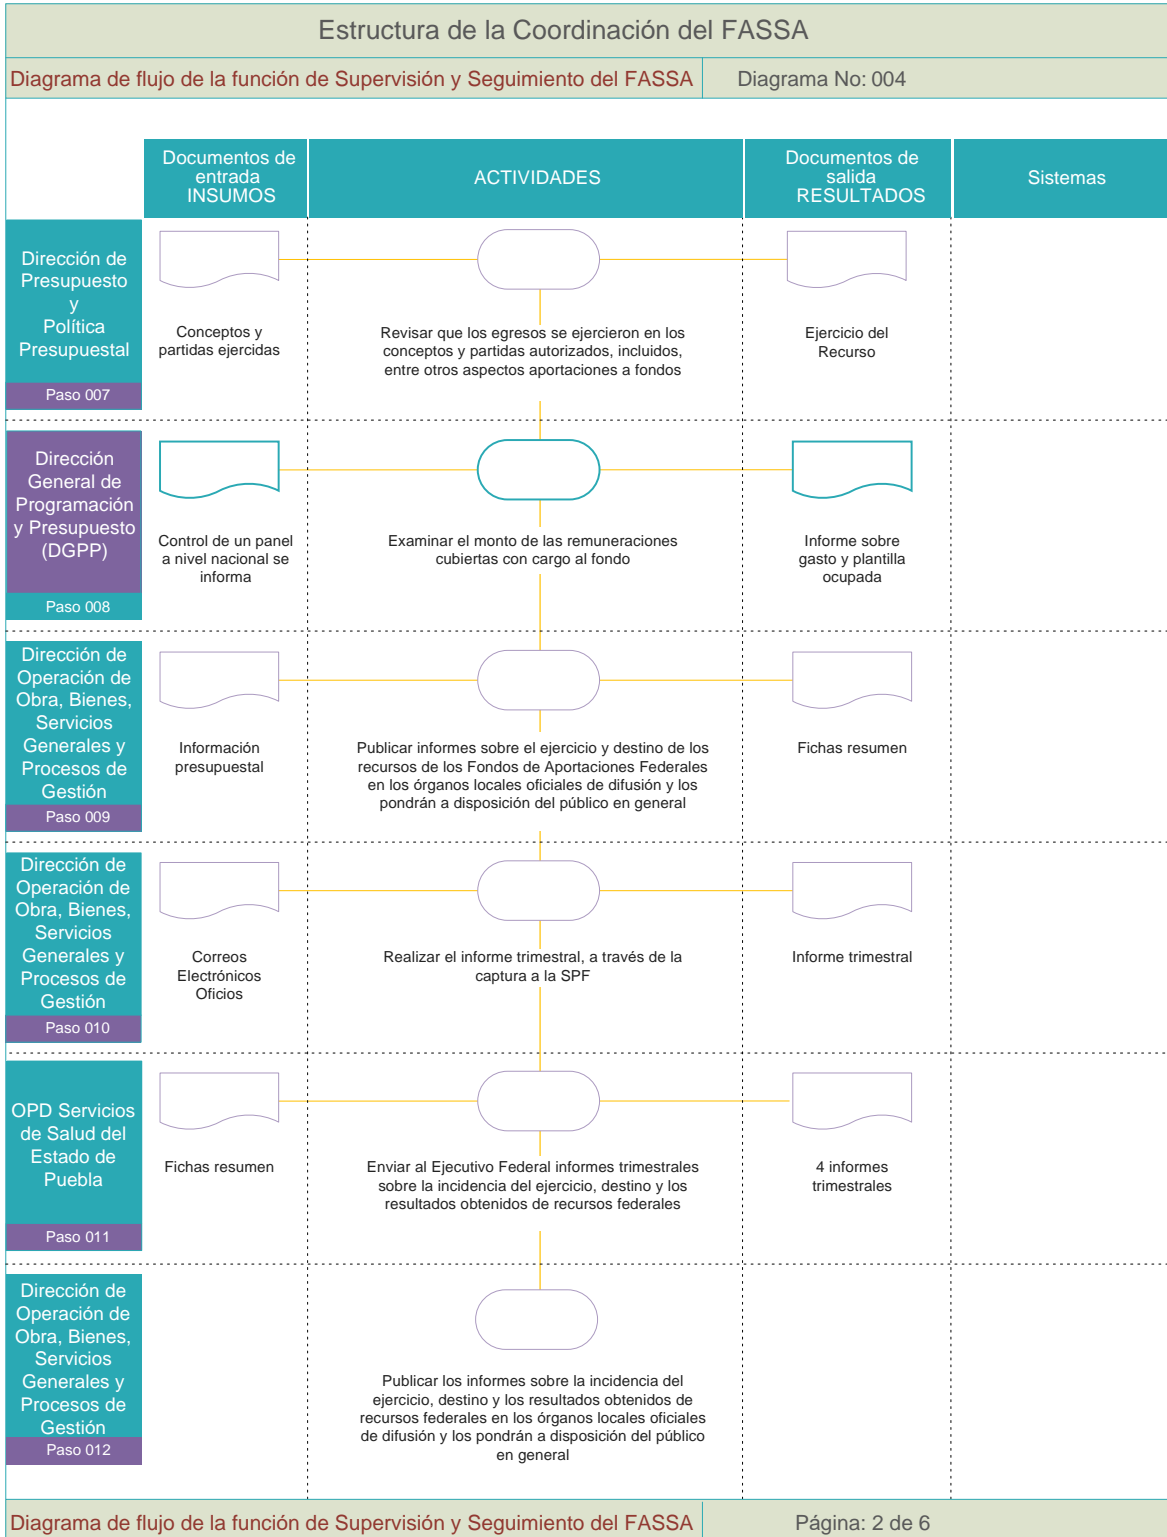 Estructura de la Coordinación del FASSA
Diagrama de flujo de la función de Supervisión y Seguimiento del FASSA
Diagrama No: 004
Documentos de
entrada
INSUMOS
ACTIVIDADES
Documentos de
salida
RESULTADOS
Sistemas
Dirección de
Presupuesto
y
Política
Presupuestal
Paso 007
Conceptos y
partidas ejercidas
Revisar que los egresos se ejercieron en los
conceptos y partidas autorizados, incluidos,
entre otros aspectos aportaciones a fondos
Ejercicio del
Recurso
Dirección
General de
Programación
y Presupuesto
(DGPP)
Paso 008
Control de un panel
a nivel nacional se
informa
Examinar el monto de las remuneraciones
cubiertas con cargo al fondo
Informe sobre
gasto y plantilla
ocupada
Dirección de
Operación de
Obra, Bienes,
Servicios
Generales y
Procesos de
Gestión
Paso 009
Información
presupuestal
Publicar informes sobre el ejercicio y destino de los
recursos de los Fondos de Aportaciones Federales
en los órganos locales oficiales de difusión y los
pondrán a disposición del público en general
Fichas resumen
Dirección de
Operación de
Obra, Bienes,
Servicios
Generales y
Procesos de
Gestión
Paso 010
Correos
Electrónicos
Oficios
Realizar el informe trimestral, a través de la
captura a la SPF
Informe trimestral
OPD Servicios
de Salud del
Estado de
Puebla
Paso 011
Fichas resumen
Enviar al Ejecutivo Federal informes trimestrales
sobre la incidencia del ejercicio, destino y los
resultados obtenidos de recursos federales
4 informes
trimestrales
Dirección de
Operación de
Obra, Bienes,
Servicios
Generales y
Procesos de
Gestión
Paso 012
Publicar los informes sobre la incidencia del
ejercicio, destino y los resultados obtenidos de
recursos federales en los órganos locales oficiales
de difusión y los pondrán a disposición del público
en general
Diagrama de flujo de la función de Supervisión y Seguimiento del FASSA
Página: 2 de 6